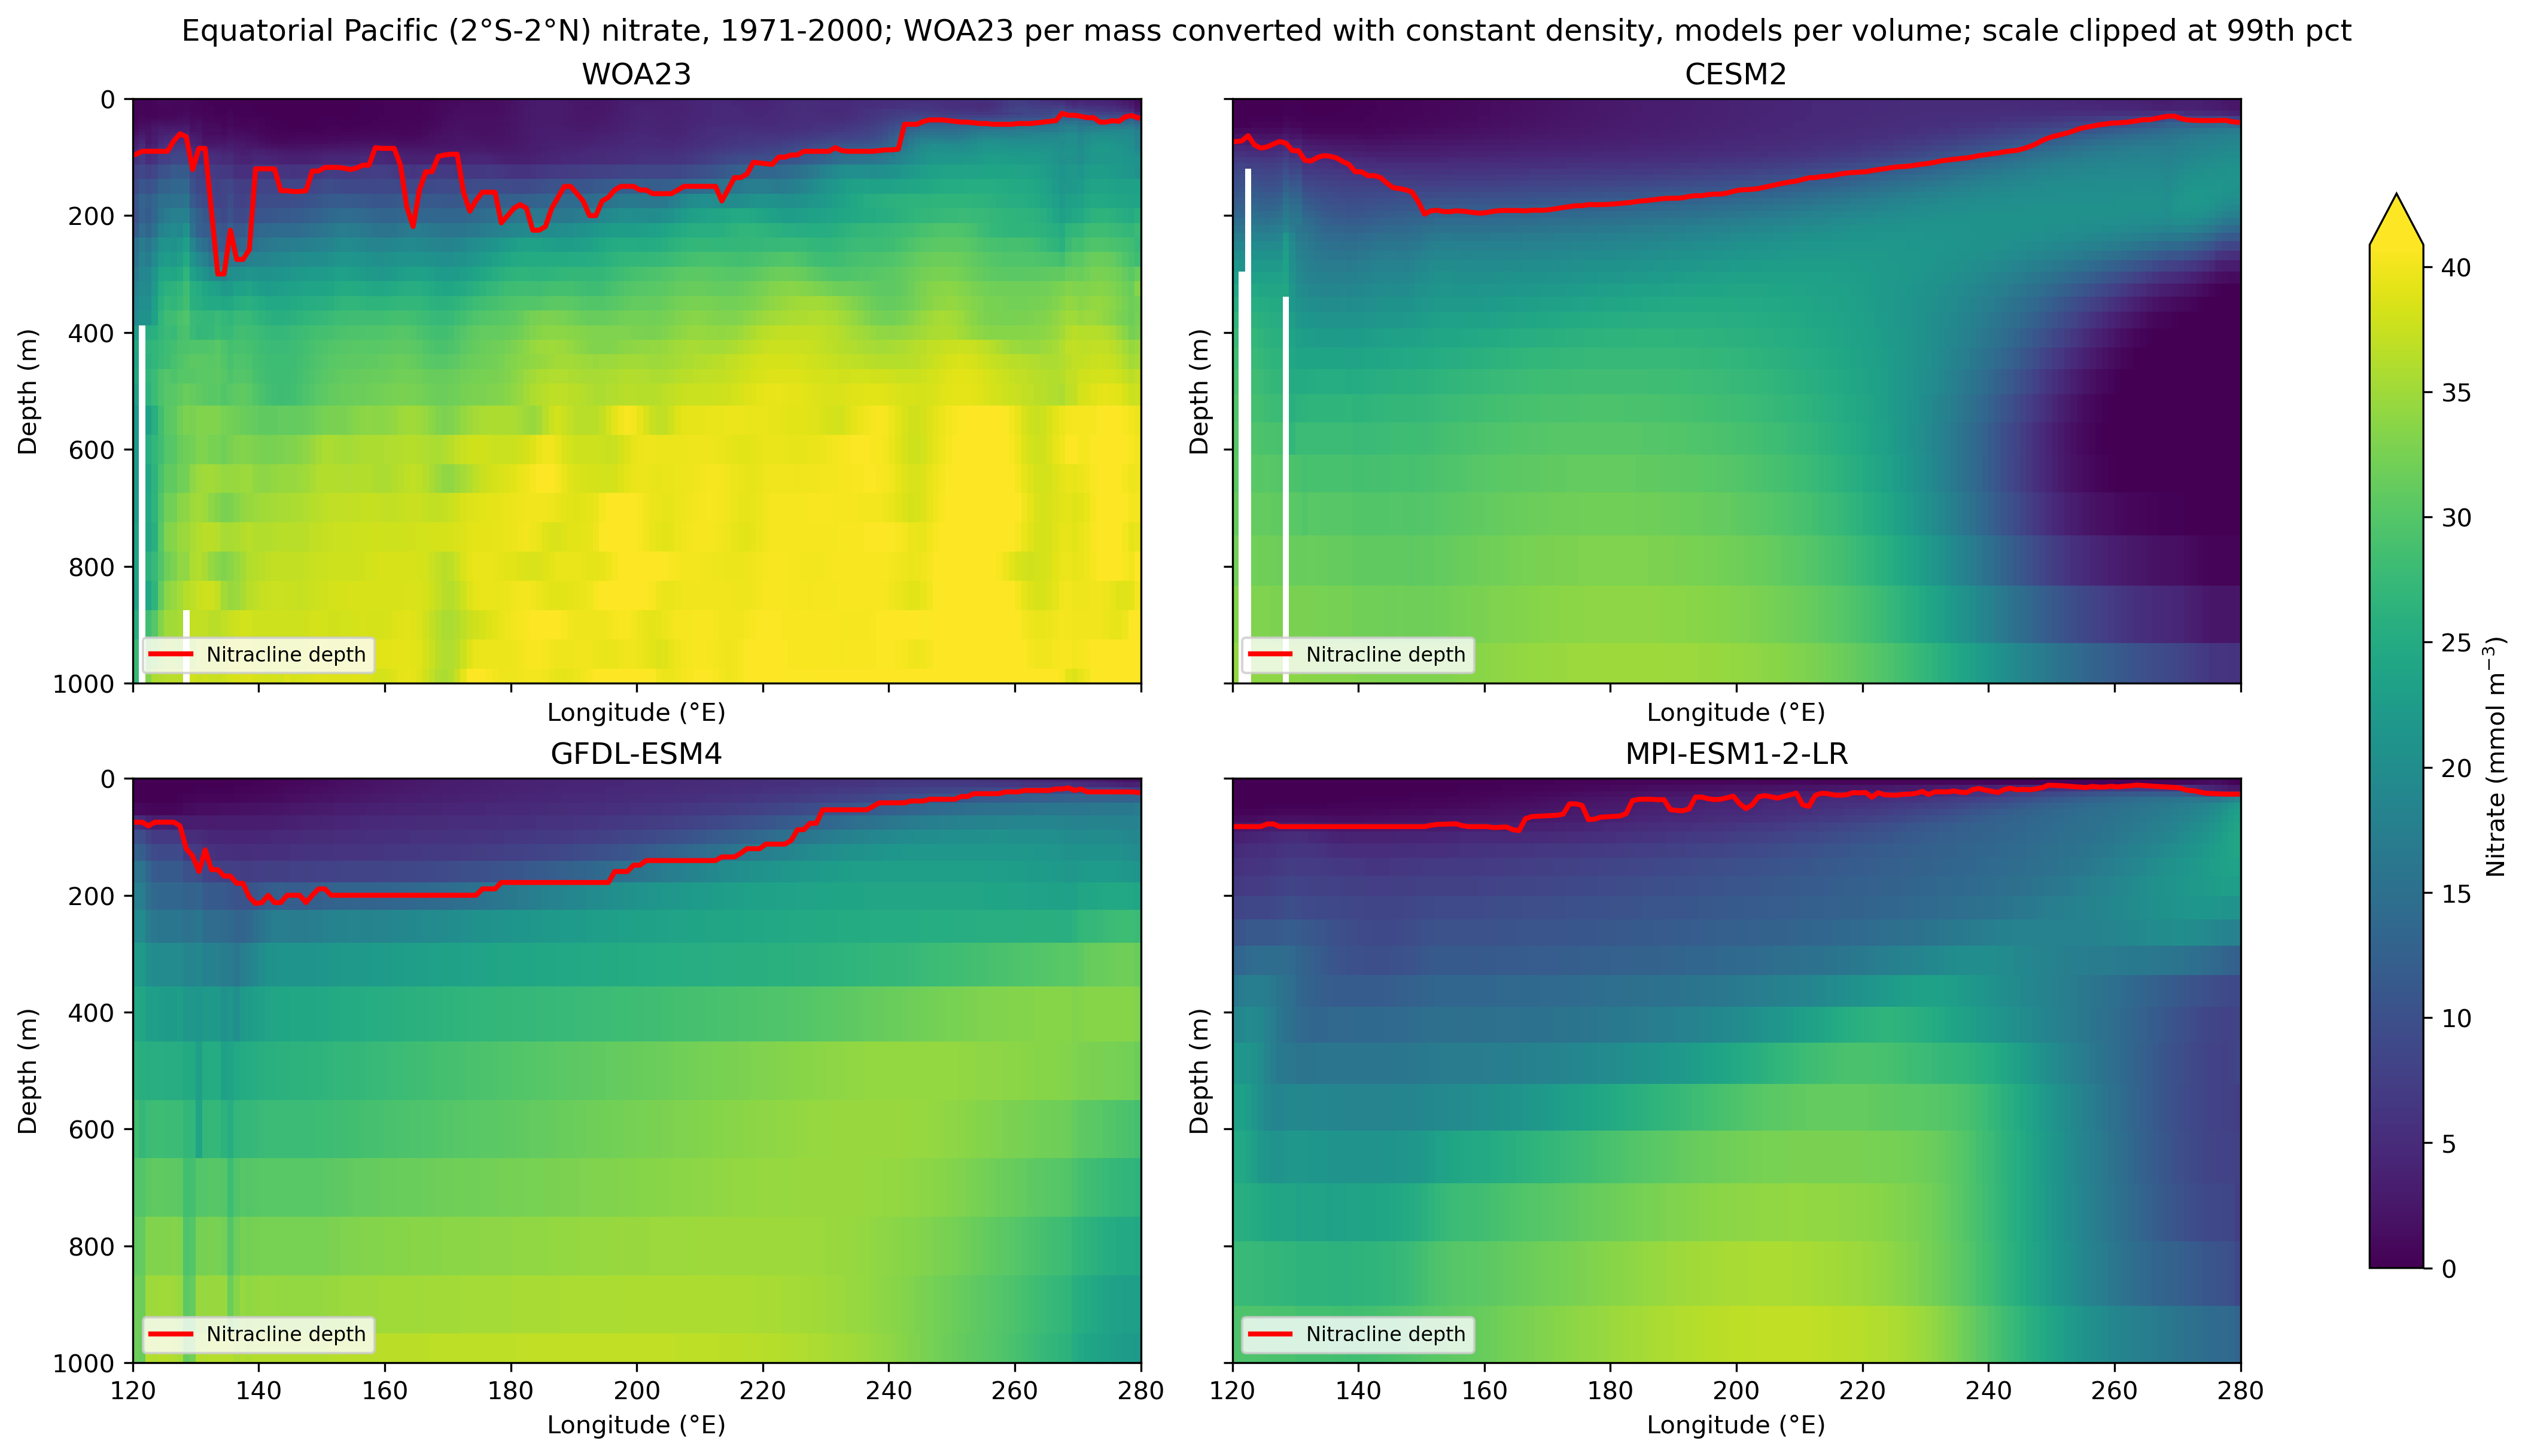 Equatorial Pacific (2°S-2°N) nitrate, 1971-2000; WOA23 per mass converted with constant density, models per volume; scale clipped at 99th pct
WOA23
0
200
400
600
800
1000
Depth (m)
Nitracline depth
Longitude (°E)
CESM2
Depth (m)
Nitracline depth
Longitude (°E)
GFDL-ESM4
0
200
400
600
800
1000
Depth (m)
Nitracline depth
120 140 160 180 200 220 240 260 280
Longitude (°E)
MPI-ESM1-2-LR
Depth (m)
Nitracline depth
120 140 160 180 200 220 240 260 280
Longitude (°E)
40
35
30
25
20
15
10
5
0
Nitrate (mmol m⁻³)